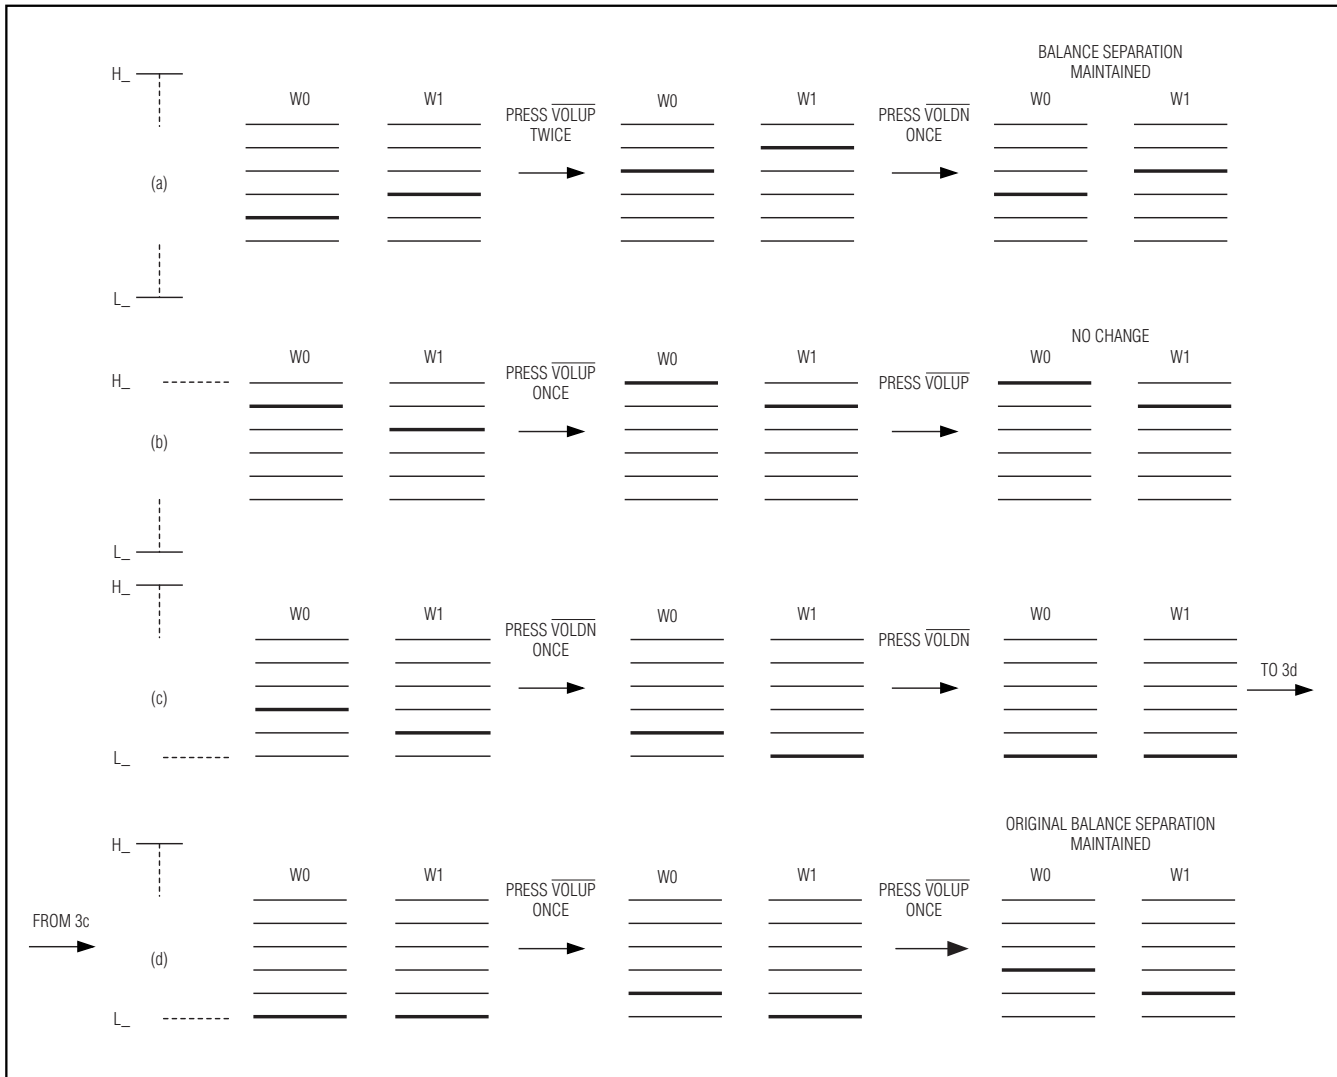 BALANCE SEPARATION
MAINTAINED
H_
W0 W1
PRESS VOLUP
TWICE
W0 W1
PRESS VOLDN
ONCE
W0 W1
(a)
L_
NO CHANGE
H_
W0 W1
PRESS VOLUP
ONCE
W0 W1
PRESS VOLUP
W0 W1
(b)
L_
H_
W0 W1
PRESS VOLDN
ONCE
W0 W1
PRESS VOLDN
W0 W1
(c)
TO 3d
L_
ORIGINAL BALANCE SEPARATION
MAINTAINED
H_
W0 W1
PRESS VOLUP
ONCE
W0 W1
PRESS VOLUP
ONCE
W0 W1
FROM 3c
(d)
L_